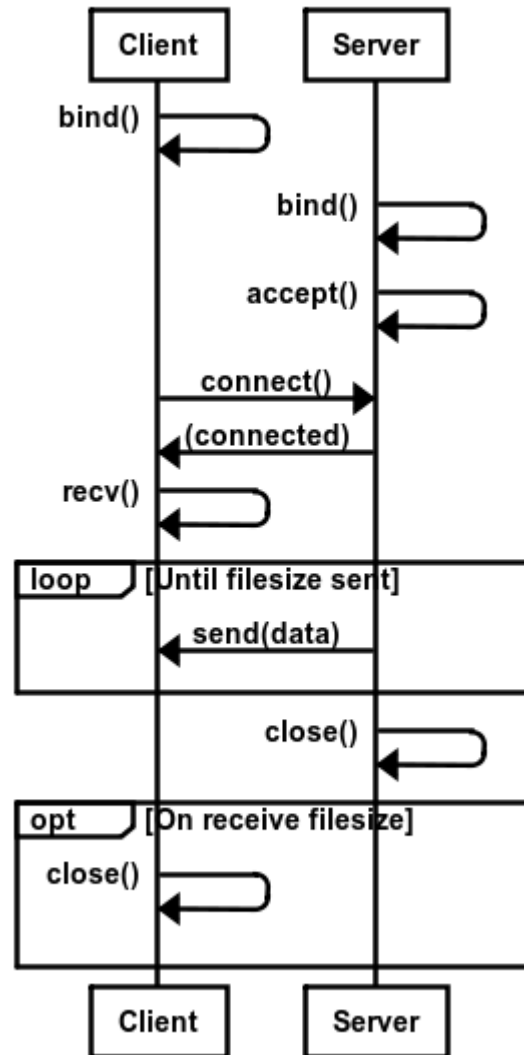 Client Server
bind()
bind()
accept()
connect()
(connected)
recv()
loop [Until filesize sent]
send(data)
close()
opt [On receive filesize]
close()
Client Server